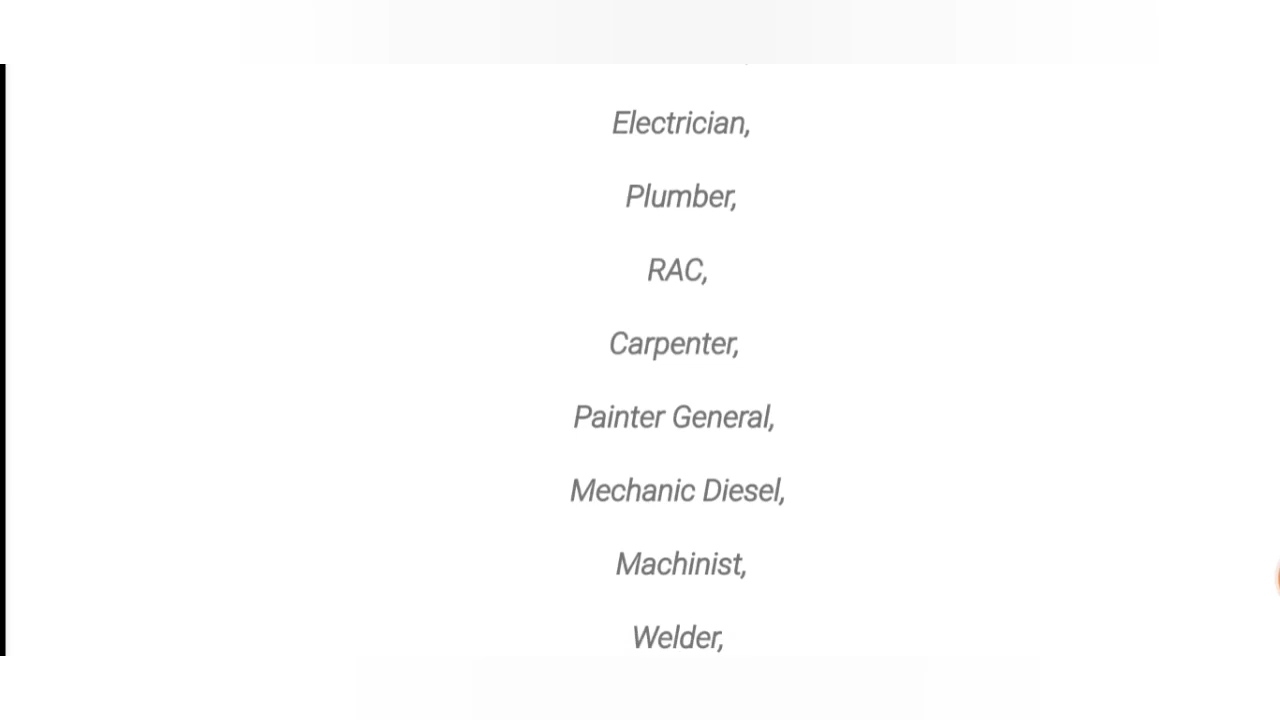 Electrician,
Plumber,
RAC,
Carpenter,
Painter General,
Mechanic Diesel,
Machinist,
Welder,